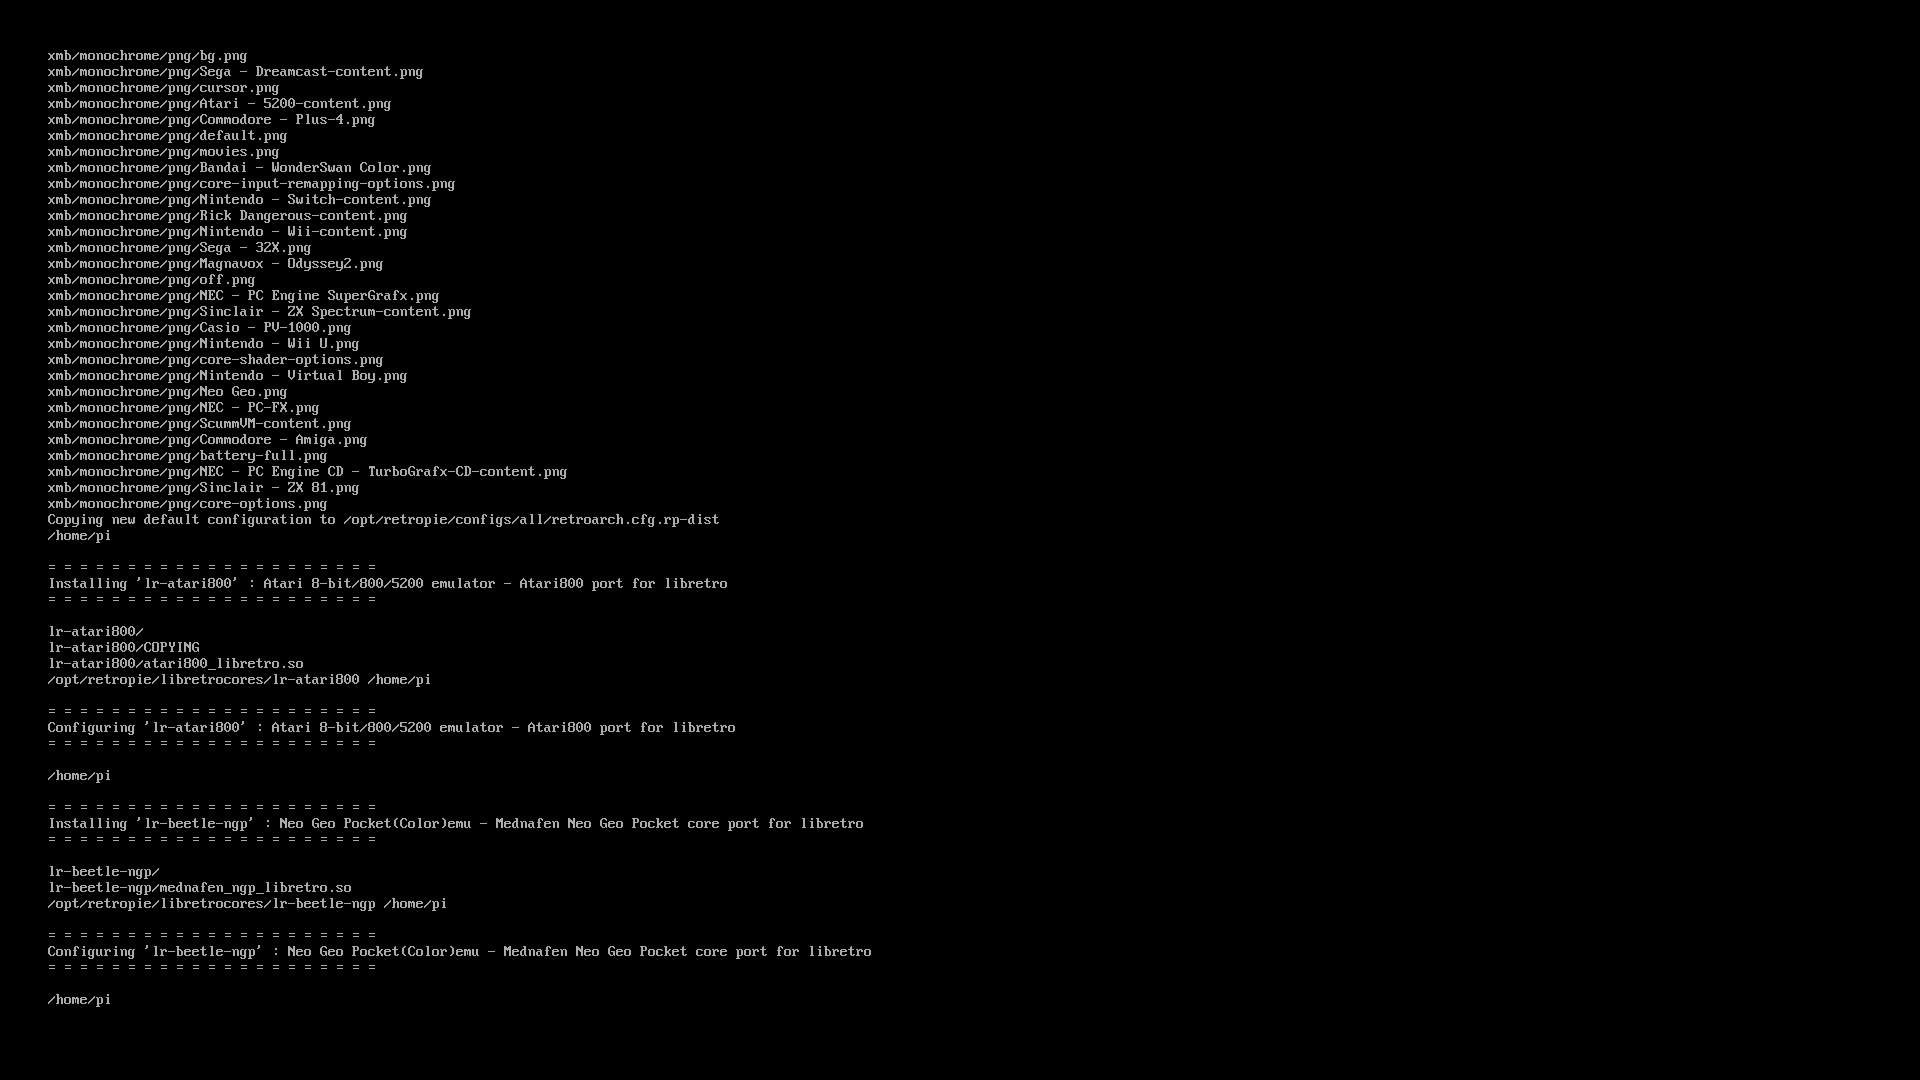 xmb/monochrome/png/bg.png
xmb/monochrome/png/Sega - Dreamcast-content.png
xmb/monochrome/png/cursor.png
xmb/monochrome/png/Atari - 5200-content.png
xmb/monochrome/png/Commodore - Plus-4.png
xmb/monochrome/png/default.png
xmb/monochrome/png/movies.png
xmb/monochrome/png/Bandai - WonderSwan Color.png
xmb/monochrome/png/core-input-remapping-options.png
xmb/monochrome/png/Nintendo - Switch-content.png
xmb/monochrome/png/Rick Dangerous-content.png
xmb/monochrome/png/Nintendo - Wii-content.png
xmb/monochrome/png/Sega - 32X.png
xmb/monochrome/png/Magnavox - Odyssey2.png
xmb/monochrome/png/off.png
xmb/monochrome/png/NEC - PC Engine SuperGrafx.png
xmb/monochrome/png/Sinclair - ZX Spectrum-content.png
xmb/monochrome/png/Casio - PV-1000.png
xmb/monochrome/png/Nintendo - Wii U.png
xmb/monochrome/png/core-shader-options.png
xmb/monochrome/png/Nintendo - Virtual Boy.png
xmb/monochrome/png/Neo Geo.png
xmb/monochrome/png/NEC - PC-FX.png
xmb/monochrome/png/ScummVM-content.png
xmb/monochrome/png/Commodore - Amiga.png
xmb/monochrome/png/battery-full.png
xmb/monochrome/png/NEC - PC Engine CD - TurboGrafx-CD-content.png
xmb/monochrome/png/Sinclair - ZX 81.png
xmb/monochrome/png/core-options.png
Copying new default configuration to /opt/retropie/configs/all/retroarch.cfg.rp-dist
/home/pi
= = = = = = = = = = = = = = = = = = = = =
Installing 'lr-atari800' : Atari 8-bit/800/5200 emulator - Atari800 port for libretro
= = = = = = = = = = = = = = = = = = = = =
lr-atari800/
lr-atari800/COPYING
lr-atari800/atari800_libretro.so
/opt/retropie/libretrocores/lr-atari800 /home/pi
= = = = = = = = = = = = = = = = = = = = =
Configuring 'lr-atari800' : Atari 8-bit/800/5200 emulator - Atari800 port for libretro
= = = = = = = = = = = = = = = = = = = = =
/home/pi
= = = = = = = = = = = = = = = = = = = = =
Installing 'lr-beetle-ngp' : Neo Geo Pocket(Color)emu - Mednafen Neo Geo Pocket core port for libretro
= = = = = = = = = = = = = = = = = = = = =
lr-beetle-ngp/
lr-beetle-ngp/mednafen_ngp_libretro.so
/opt/retropie/libretrocores/lr-beetle-ngp /home/pi
= = = = = = = = = = = = = = = = = = = = =
Configuring 'lr-beetle-ngp' : Neo Geo Pocket(Color)emu - Mednafen Neo Geo Pocket core port for libretro
= = = = = = = = = = = = = = = = = = = = =
/home/pi